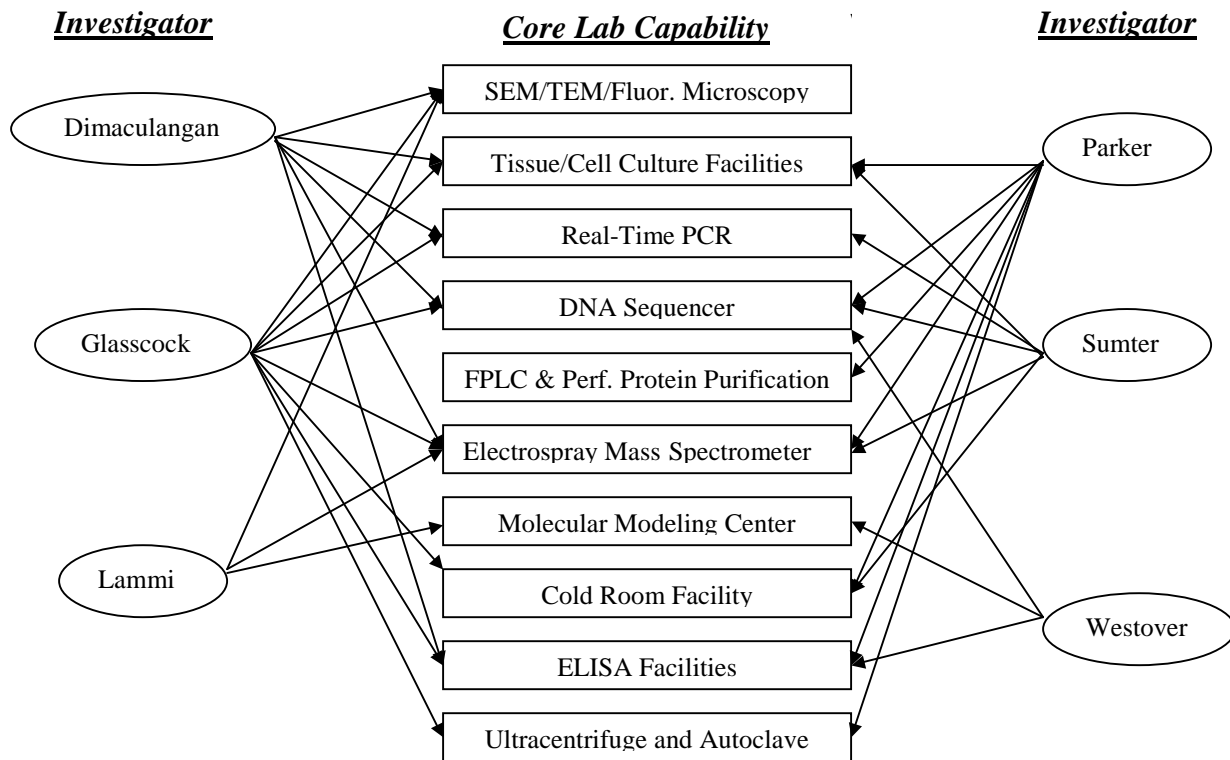 Investigator
Core Lab Capability
Investigator
SEM/TEM/Fluor. Microscopy
Dimaculangan
Parker
Tissue/Cell Culture Facilities
Real-Time PCR
DNA Sequencer
Glasscock
Sumter
FPLC & Perf. Protein Purification
Electrospray Mass Spectrometer
Molecular Modeling Center
Lammi
Cold Room Facility
Westover
ELISA Facilities
Ultracentrifuge and Autoclave